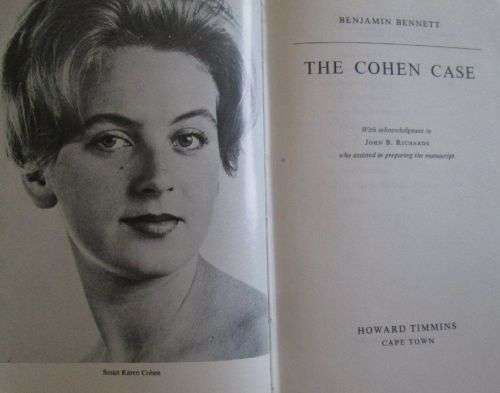 Susan Karen Cohen
BENJAMIN BENNETT
THE COHEN CASE
With acknowledgment to
JOHN B. RICHARDS
who assisted in preparing the manuscript
HOWARD TIMMINS
CAPE TOWN